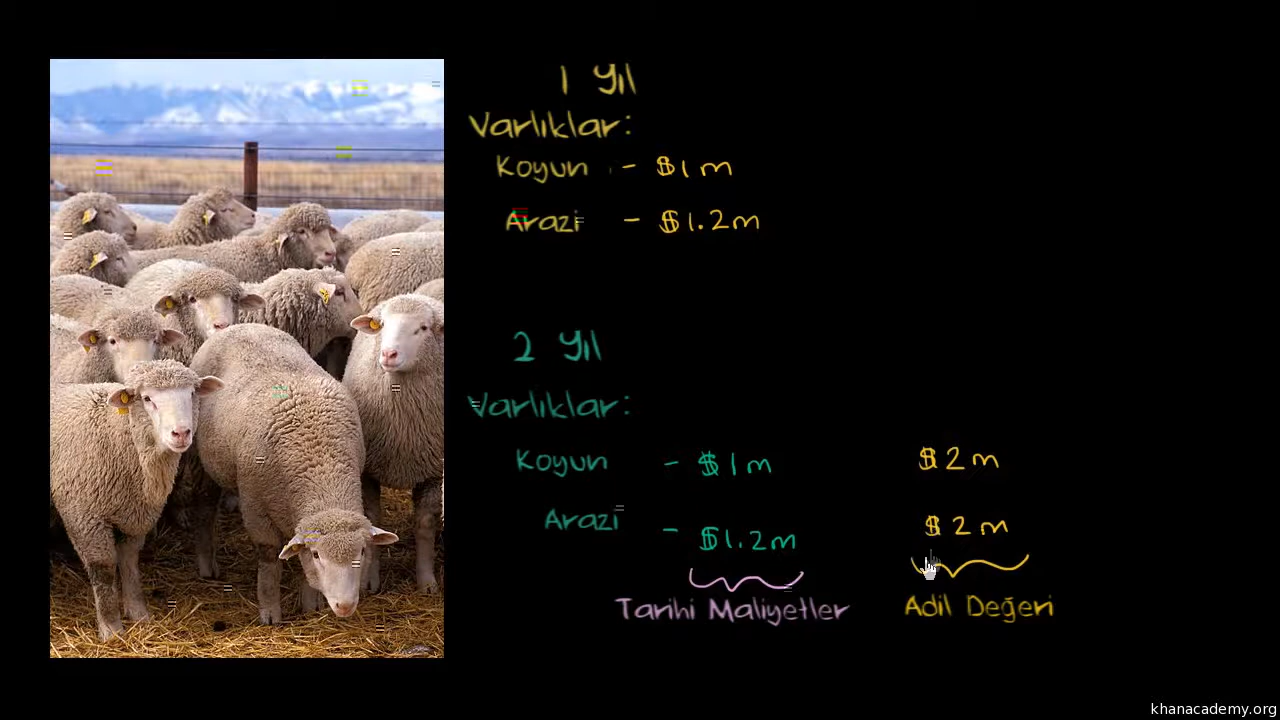 1 Yıl
Varlıklar:
Koyun - $1m
Arazi - $1.2m
2 Yıl
Varlıklar:
Koyun - $1m $2m
Arazi - $1.2m $2m
Tarihi Maliyetler Adil Değeri
khanacademy.org